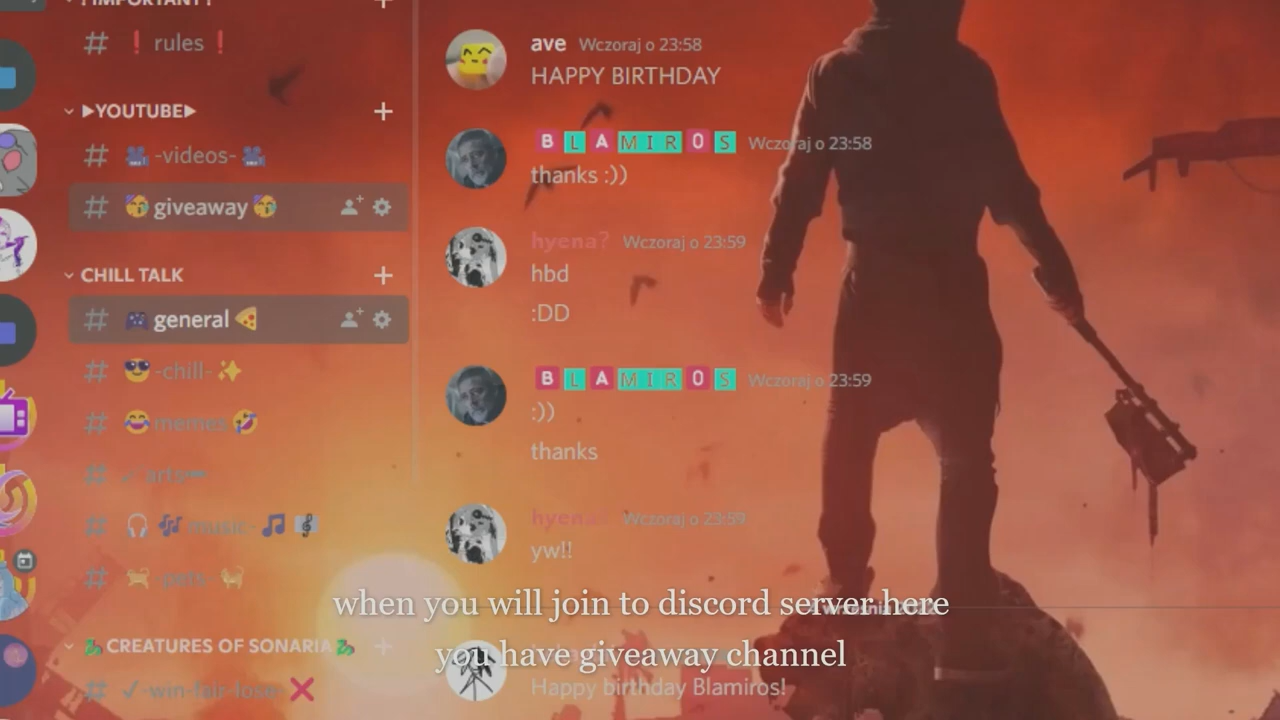 ! IMPORTANT !
# ❗ rules ❗
▶YOUTUBE▶
# 🎥 -videos- 🎥
# 🥳 giveaway 🥳
CHILL TALK
# 🎮 general 🍕
# 😎 -chill- ✨
# 😂 memes 🤣
# ✓ arts✏
# 🎧 🎶 -music- 🎵 🎼
# 🐕 -pets- 🐈
🐉 CREATURES OF SONARIA 🐉
# ✓-win-fair-lose- ❌
ave Wczoraj o 23:58
HAPPY BIRTHDAY
BLAMIROS Wczoraj o 23:58
thanks :))
hyena? Wczoraj o 23:59
hbd
:DD
BLAMIROS Wczoraj o 23:59
:))
thanks
hyena? Wczoraj o 23:59
yw!!
września
Happy birthday Blamiros!
when you will join to discord server here
you have giveaway channel